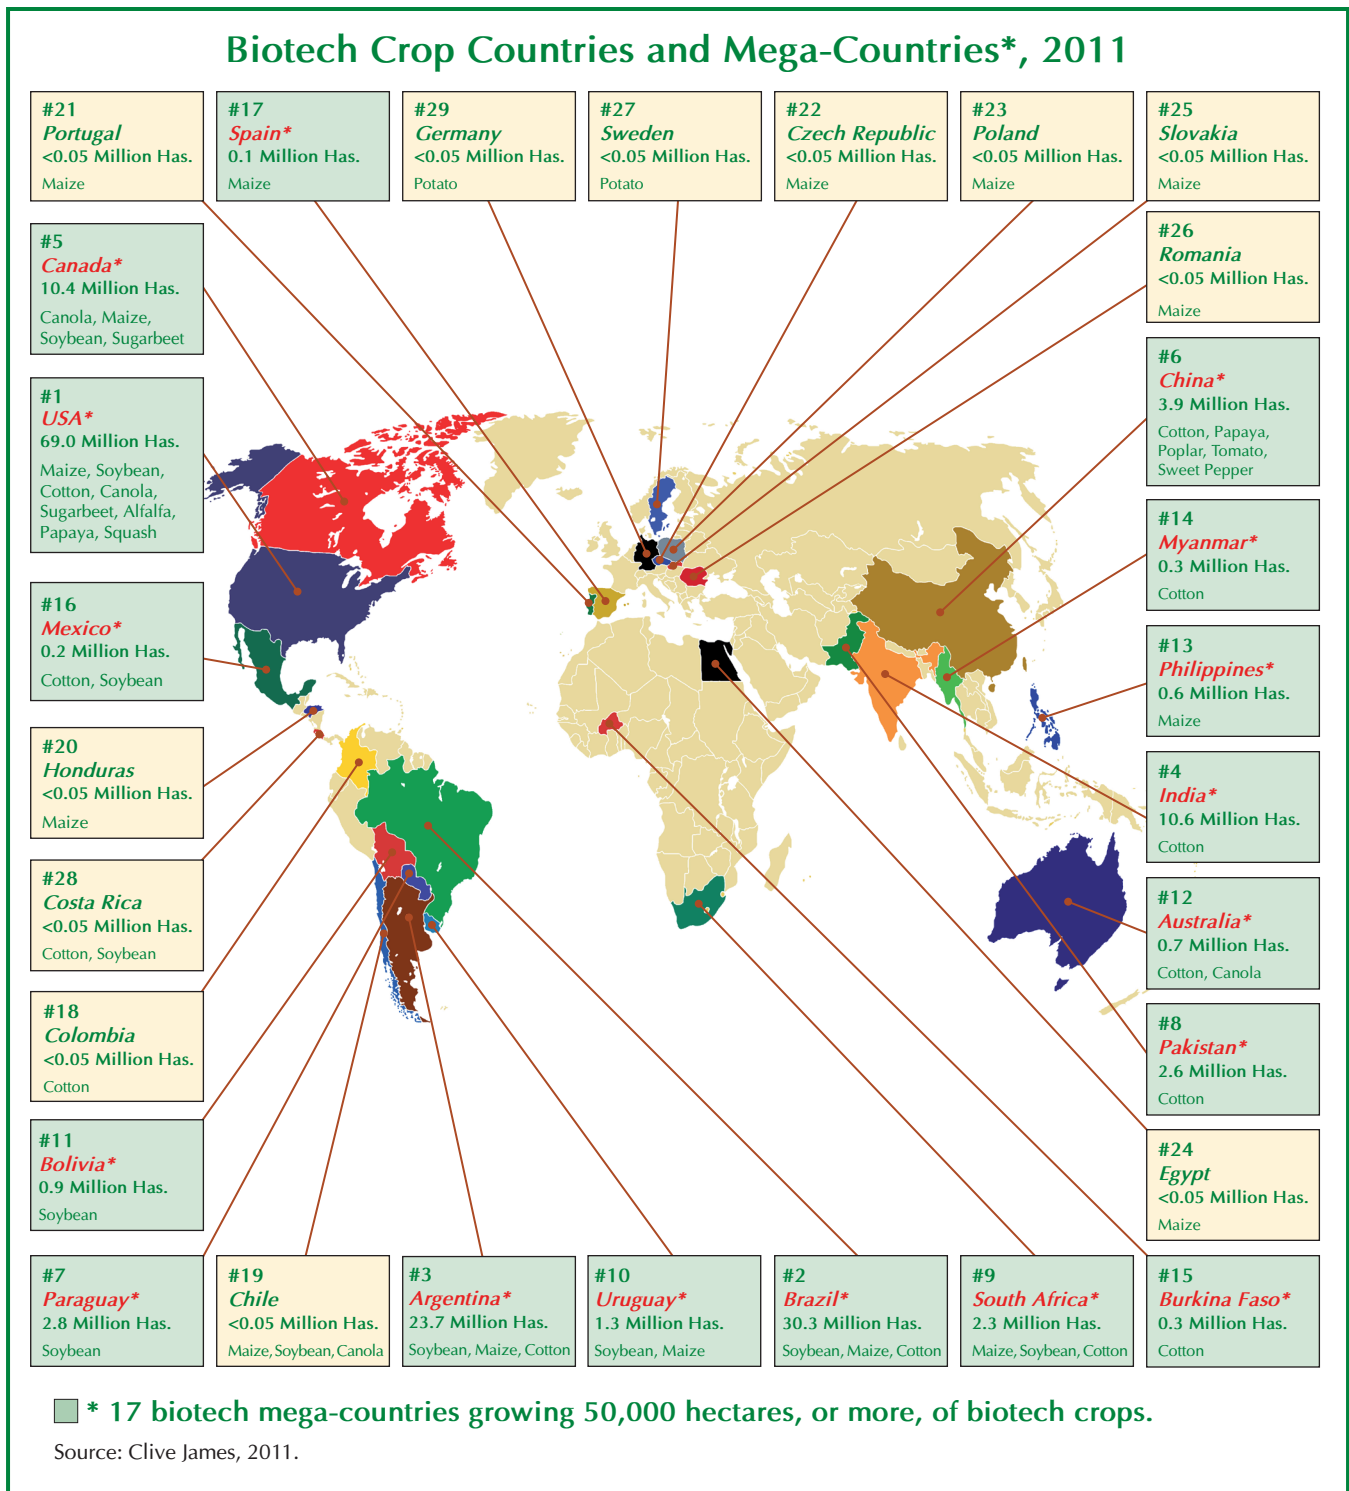 Biotech Crop Countries and Mega-Countries*, 2011
#21
Portugal
<0.05 Million Has.
Maize
#17
Spain*
0.1 Million Has.
Maize
#29
Germany
<0.05 Million Has.
Potato
#27
Sweden
<0.05 Million Has.
Potato
#22
Czech Republic
<0.05 Million Has.
Maize
#23
Poland
<0.05 Million Has.
Maize
#25
Slovakia
<0.05 Million Has.
Maize
#5
Canada*
10.4 Million Has.
Canola, Maize,
Soybean, Sugarbeet
#26
Romania
<0.05 Million Has.
Maize
#1
USA*
69.0 Million Has.
Maize, Soybean,
Cotton, Canola,
Sugarbeet, Alfalfa,
Papaya, Squash
#6
China*
3.9 Million Has.
Cotton, Papaya,
Poplar, Tomato,
Sweet Pepper
#14
Myanmar*
0.3 Million Has.
Cotton
#16
Mexico*
0.2 Million Has.
Cotton, Soybean
#13
Philippines*
0.6 Million Has.
Maize
#20
Honduras
<0.05 Million Has.
Maize
#4
India*
10.6 Million Has.
Cotton
#28
Costa Rica
<0.05 Million Has.
Cotton, Soybean
#12
Australia*
0.7 Million Has.
Cotton, Canola
#18
Colombia
<0.05 Million Has.
Cotton
#8
Pakistan*
2.6 Million Has.
Cotton
#11
Bolivia*
0.9 Million Has.
Soybean
#24
Egypt
<0.05 Million Has.
Maize
#7
Paraguay*
2.8 Million Has.
Soybean
#19
Chile
<0.05 Million Has.
Maize, Soybean, Canola
#3
Argentina*
23.7 Million Has.
Soybean, Maize, Cotton
#10
Uruguay*
1.3 Million Has.
Soybean, Maize
#2
Brazil*
30.3 Million Has.
Soybean, Maize, Cotton
#9
South Africa*
2.3 Million Has.
Maize, Soybean, Cotton
#15
Burkina Faso*
0.3 Million Has.
Cotton
* 17 biotech mega-countries growing 50,000 hectares, or more, of biotech crops.
Source: Clive James, 2011.